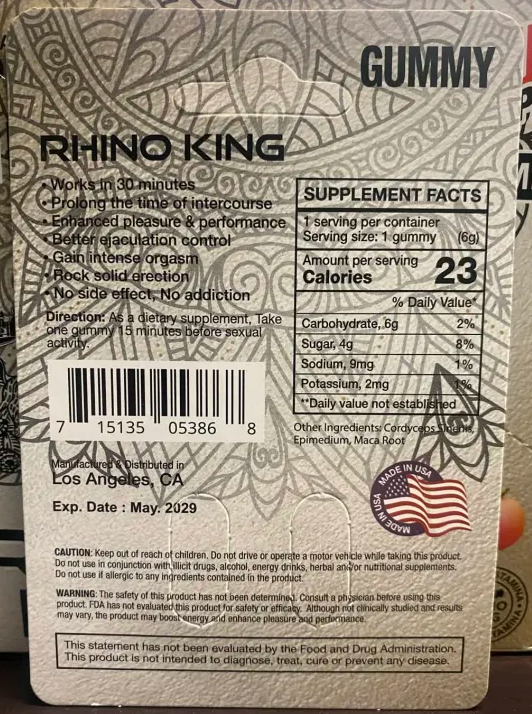 GUMMY
RHINO KING
• Works in 30 minutes
• Prolong the time of intercourse
• Enhanced pleasure & performance
• Better ejaculation control
• Gain intense orgasm
• Rock solid erection
• No side effect, No addiction
Direction: As a dietary supplement, Take
one gummy 15 minutes before sexual
activity.
7 15135 05386 8
Manufactured & Distributed in
Los Angeles, CA
Exp. Date : May. 2029
SUPPLEMENT FACTS
1 serving per container
Serving size: 1 gummy (6g)
Amount per serving
Calories 23
% Daily Value*
Carbohydrate, 6g 2%
Sugar, 4g 8%
Sodium, 9mg 1%
Potassium, 2mg 1%
**Daily value not established
Other Ingredients: Cordyceps Sinenis,
Epimedium, Maca Root
MADE IN USA
MADE IN USA
CAUTION: Keep out of reach of children. Do not drive or operate a motor vehicle while taking this product.
Do not use in conjunction with illicit drugs, alcohol, energy drinks, herbal and/or nutritional supplements.
Do not use if allergic to any ingredients contained in the product.
WARNING: The safety of this product has not been determined. Consult a physician before using this
product. FDA has not evaluated this product for safety or efficacy. Although not clinically studied and results
may vary, the product may boost energy and enhance pleasure and performance.
This statement has not been evaluated by the Food and Drug Administration.
This product is not intended to diagnose, treat, cure or prevent any disease.